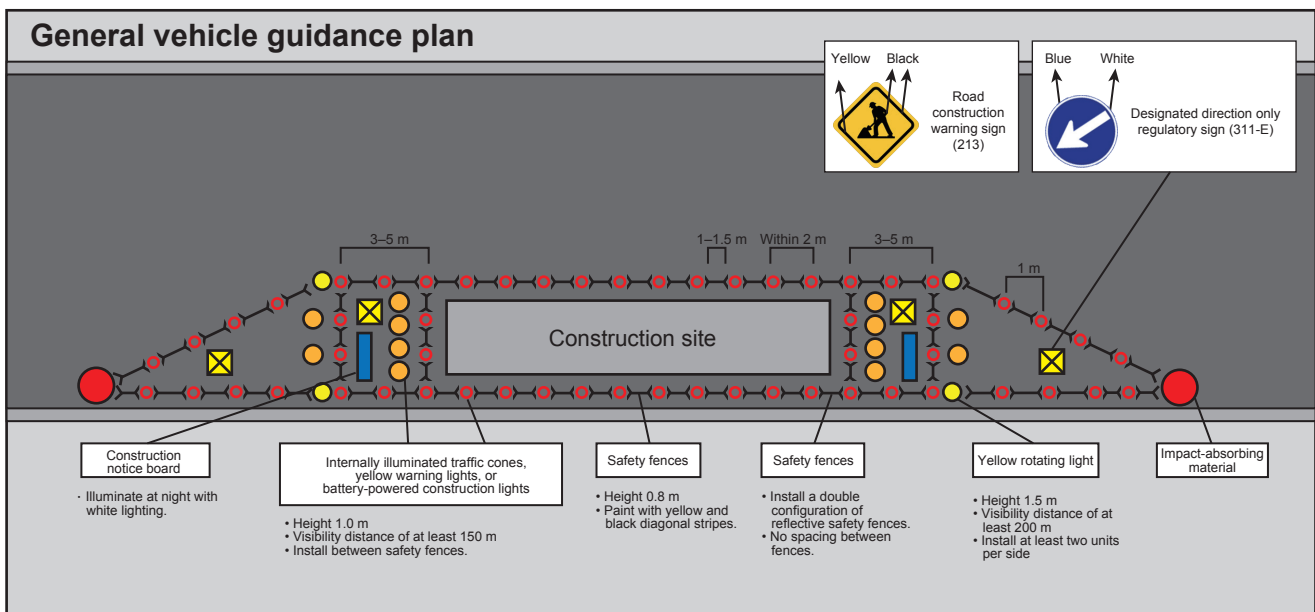 General vehicle guidance plan
Yellow
Black
Road
construction
warning sign
(213)
Blue
White
Designated direction only
regulatory sign (311-E)
3–5 m
1–1.5 m
Within 2 m
3–5 m
1 m
Construction site
Construction
notice board
· Illuminate at night with
white lighting.
Internally illuminated traffic cones,
yellow warning lights, or
battery-powered construction lights
• Height 1.0 m
• Visibility distance of at least 150 m
• Install between safety fences.
Safety fences
• Height 0.8 m
• Paint with yellow and
black diagonal stripes.
Safety fences
• Install a double
configuration of
reflective safety fences.
• No spacing between
fences.
Yellow rotating light
• Height 1.5 m
• Visibility distance of at
least 200 m
• Install at least two units
per side
Impact-absorbing
material